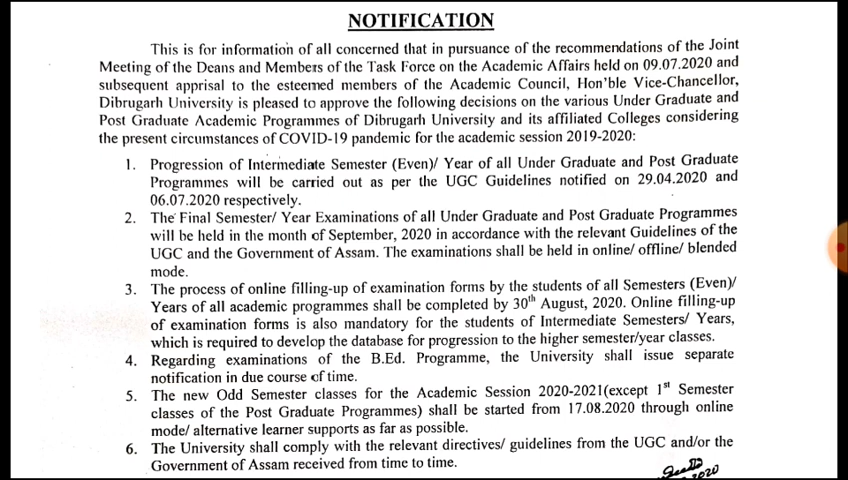 NOTIFICATION
This is for information of all concerned that in pursuance of the recommendations of the Joint
Meeting of the Deans and Members of the Task Force on the Academic Affairs held on 09.07.2020 and
subsequent apprisal to the esteemed members of the Academic Council, Hon'ble Vice-Chancellor,
Dibrugarh University is pleased to approve the following decisions on the various Under Graduate and
Post Graduate Academic Programmes of Dibrugarh University and its affiliated Colleges considering
the present circumstances of COVID-19 pandemic for the academic session 2019-2020:
1. Progression of Intermediate Semester (Even)/ Year of all Under Graduate and Post Graduate
Programmes will be carried out as per the UGC Guidelines notified on 29.04.2020 and
06.07.2020 respectively.
2. The Final Semester/ Year Examinations of all Under Graduate and Post Graduate Programmes
will be held in the month of September, 2020 in accordance with the relevant Guidelines of the
UGC and the Government of Assam. The examinations shall be held in online/ offline/ blended
mode.
3. The process of online filling-up of examination forms by the students of all Semesters (Even)/
Years of all academic programmes shall be completed by 30th August, 2020. Online filling-up
of examination forms is also mandatory for the students of Intermediate Semesters/ Years,
which is required to develop the database for progression to the higher semester/year classes.
4. Regarding examinations of the B.Ed. Programme, the University shall issue separate
notification in due course of time.
5. The new Odd Semester classes for the Academic Session 2020-2021(except 1st Semester
classes of the Post Graduate Programmes) shall be started from 17.08.2020 through online
mode/ alternative learner supports as far as possible.
6. The University shall comply with the relevant directives/ guidelines from the UGC and/or the
Government of Assam received from time to time.
2020